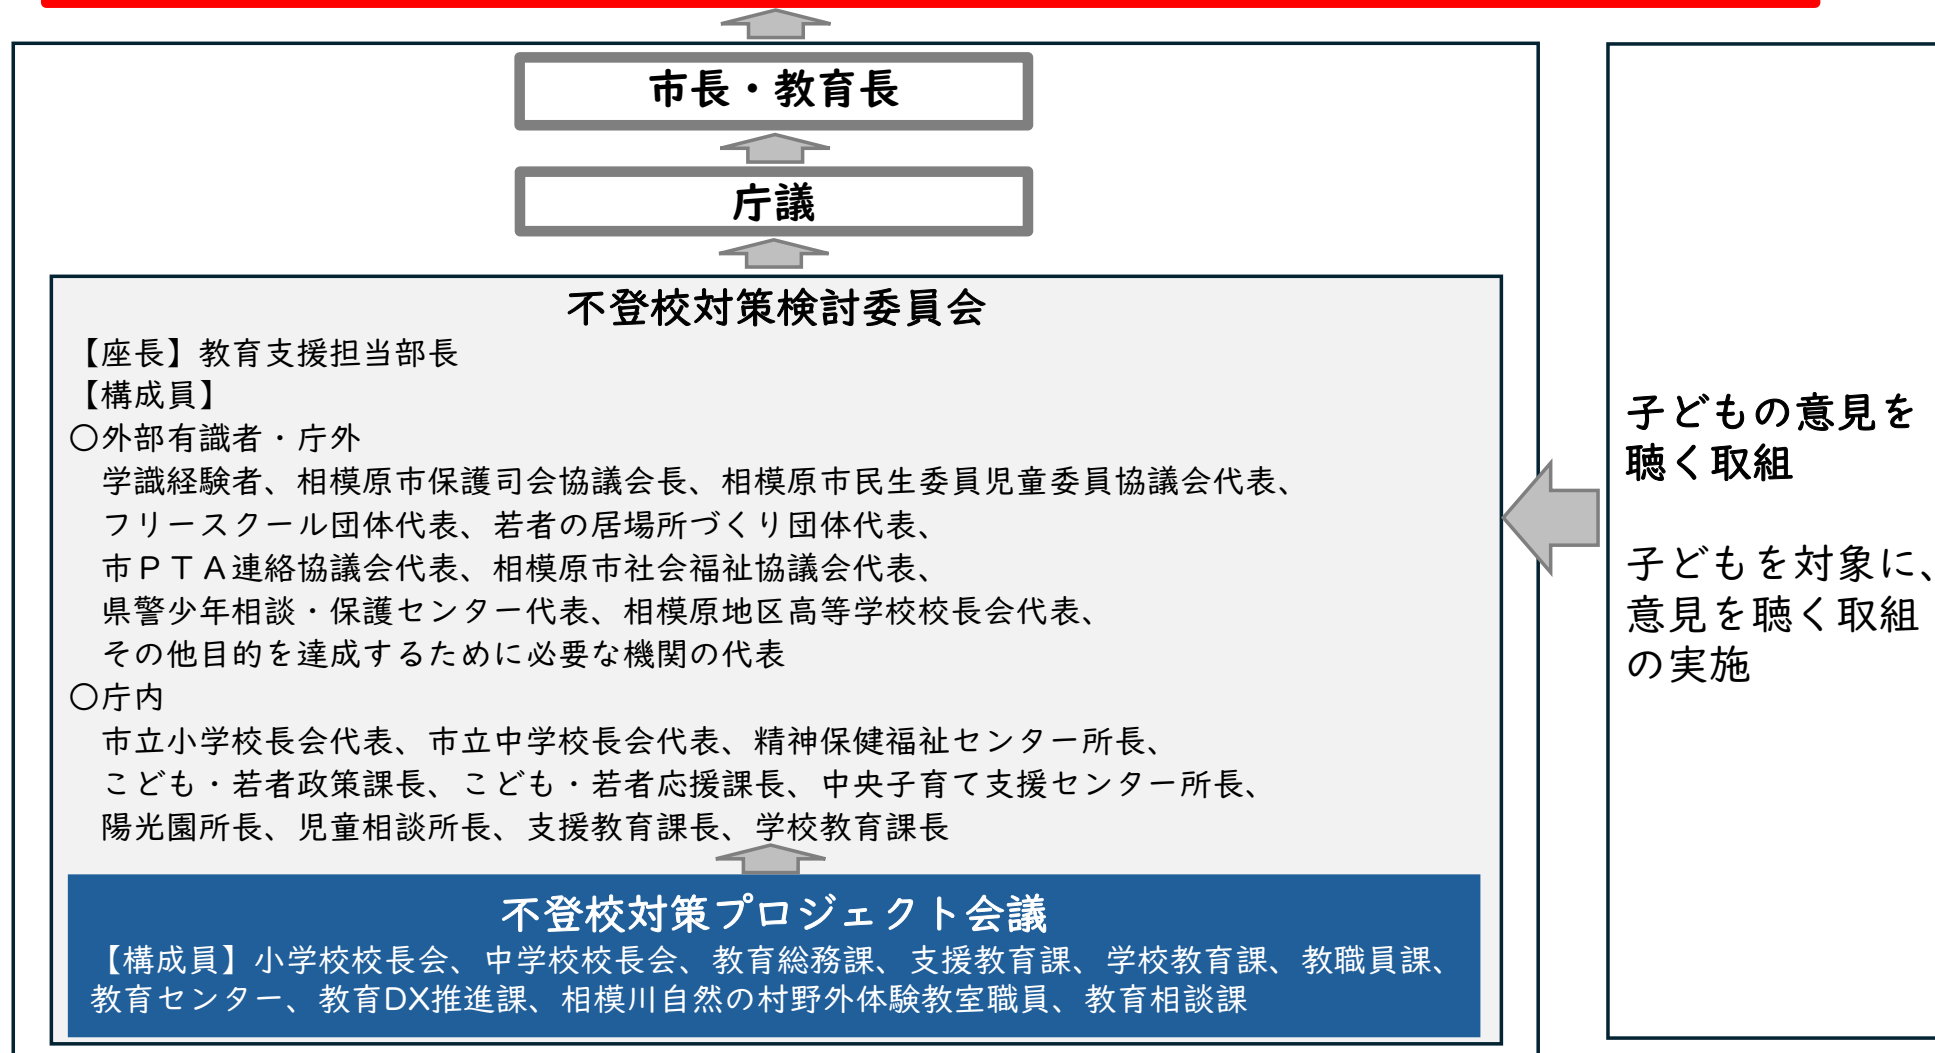 市長・教育長
庁議
不登校対策検討委員会
【座長】教育支援担当部長
【構成員】
○外部有識者・庁外
学識経験者、相模原市保護司会協議会長、相模原市民生委員児童委員協議会代表、
フリースクール団体代表、若者の居場所づくり団体代表、
市ＰＴＡ連絡協議会代表、相模原市社会福祉協議会代表、
県警少年相談・保護センター代表、相模原地区高等学校校長会代表、
その他目的を達成するために必要な機関の代表
○庁内
市立小学校長会代表、市立中学校長会代表、精神保健福祉センター所長、
こども・若者政策課長、こども・若者応援課長、中央子育て支援センター所長、
陽光園所長、児童相談所長、支援教育課長、学校教育課長
不登校対策プロジェクト会議
【構成員】小学校校長会、中学校校長会、教育総務課、支援教育課、学校教育課、教職員課、
教育センター、教育DX推進課、相模川自然の村野外体験教室職員、教育相談課
子どもの意見を
聴く取組
子どもを対象に、
意見を聴く取組
の実施